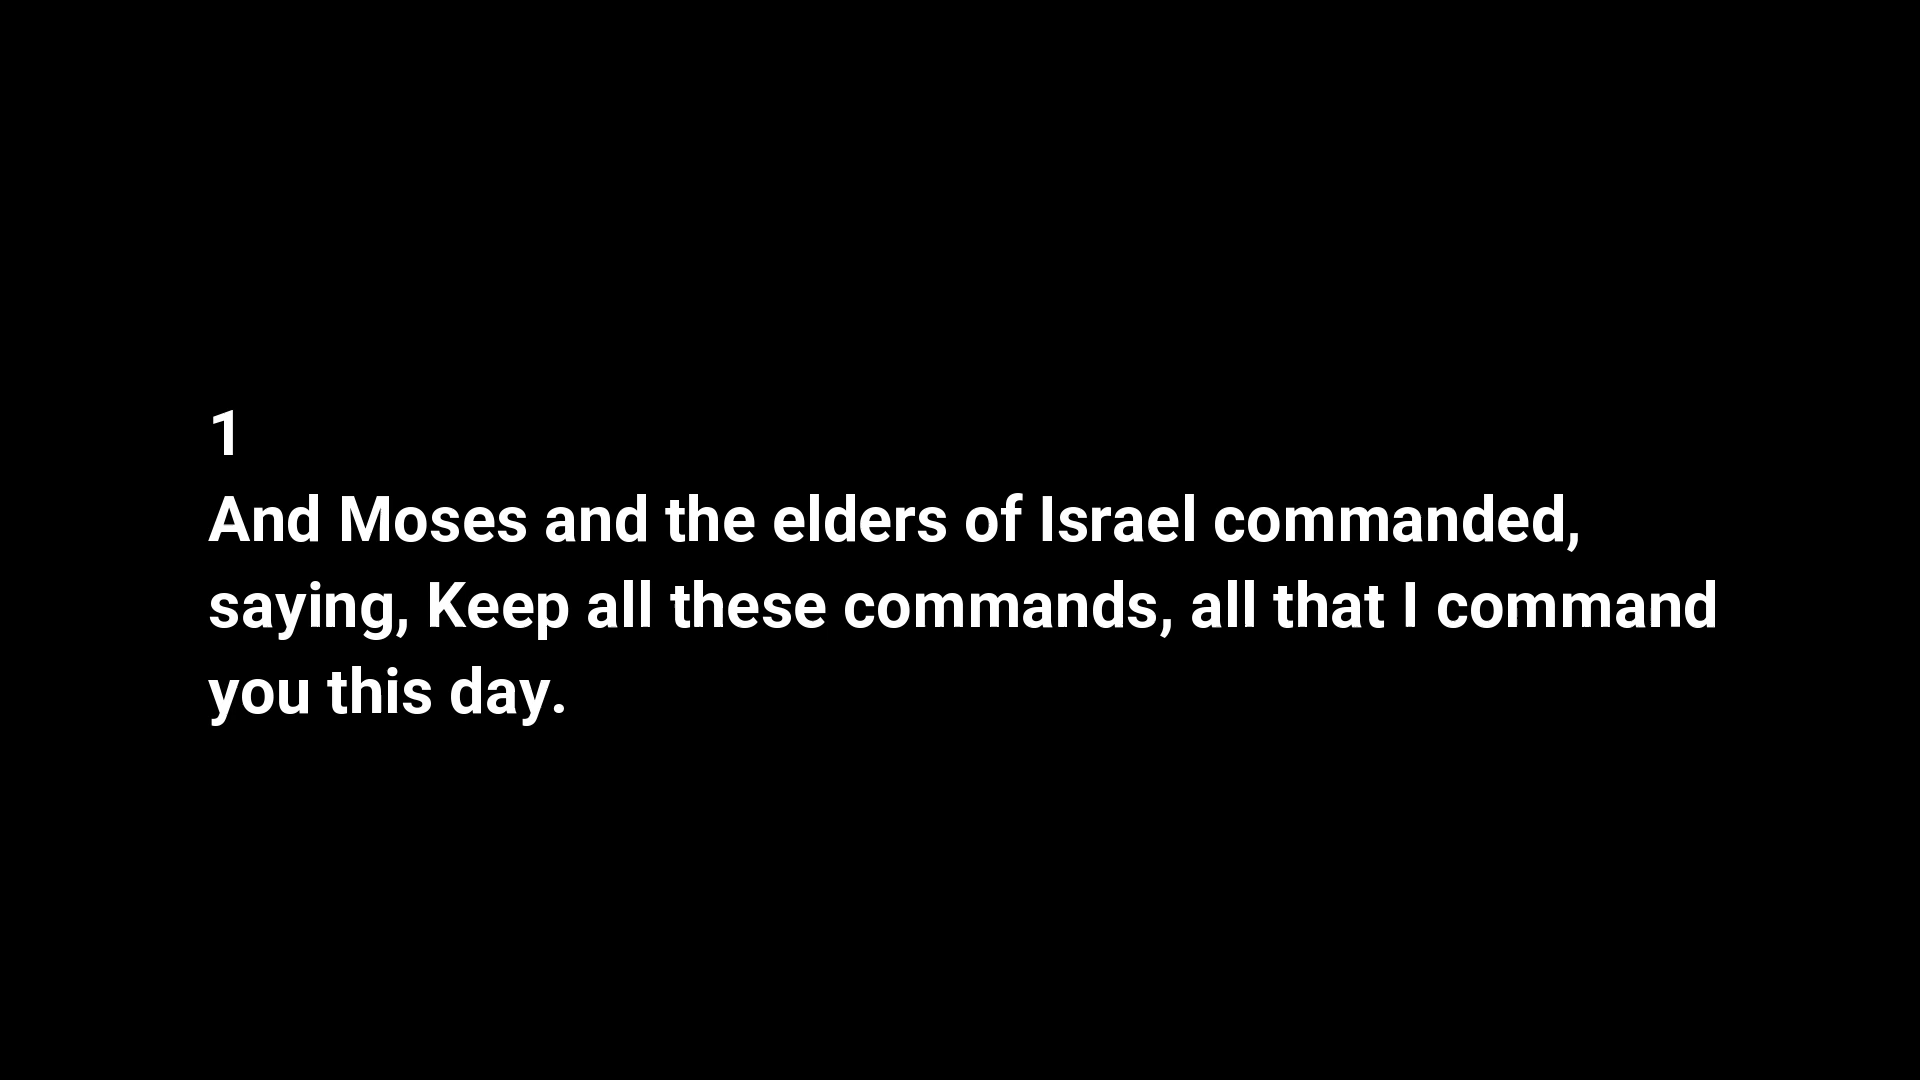 1
And Moses and the elders of Israel commanded,
saying, Keep all these commands, all that I command
you this day.